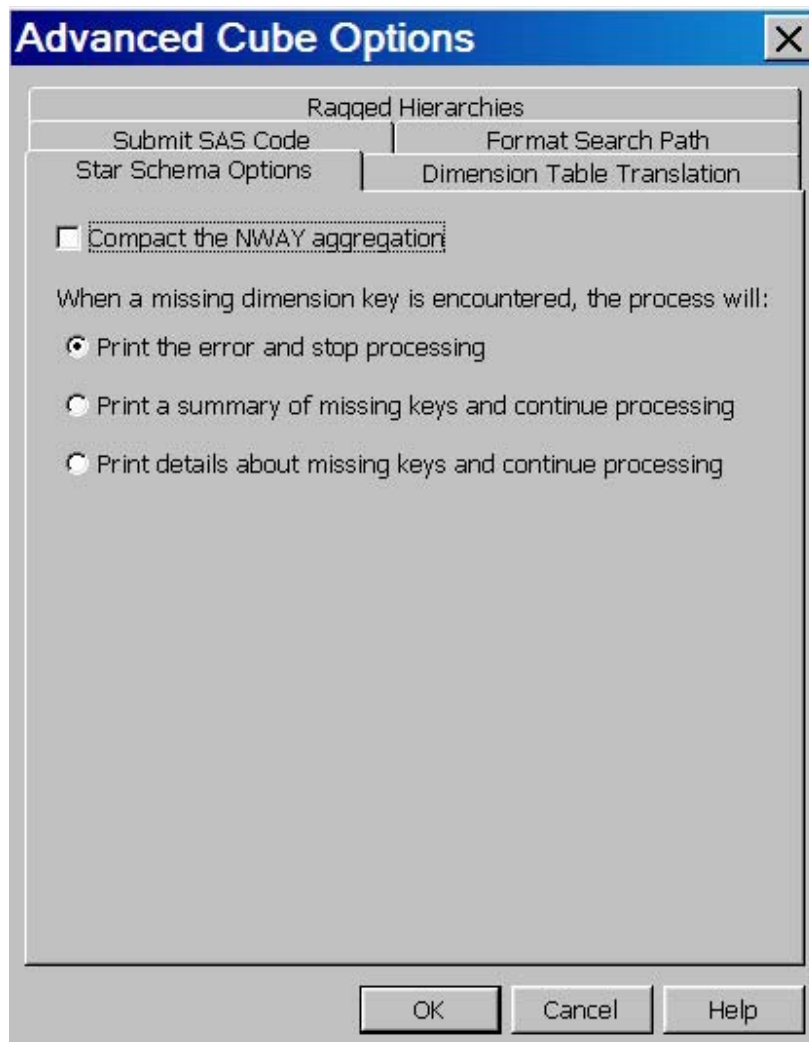 Advanced Cube Options
Ragged Hierarchies
Submit SAS Code Format Search Path
Star Schema Options Dimension Table Translation
Compact the NWAY aggregation
When a missing dimension key is encountered, the process will:
Print the error and stop processing
Print a summary of missing keys and continue processing
Print details about missing keys and continue processing
OK Cancel Help